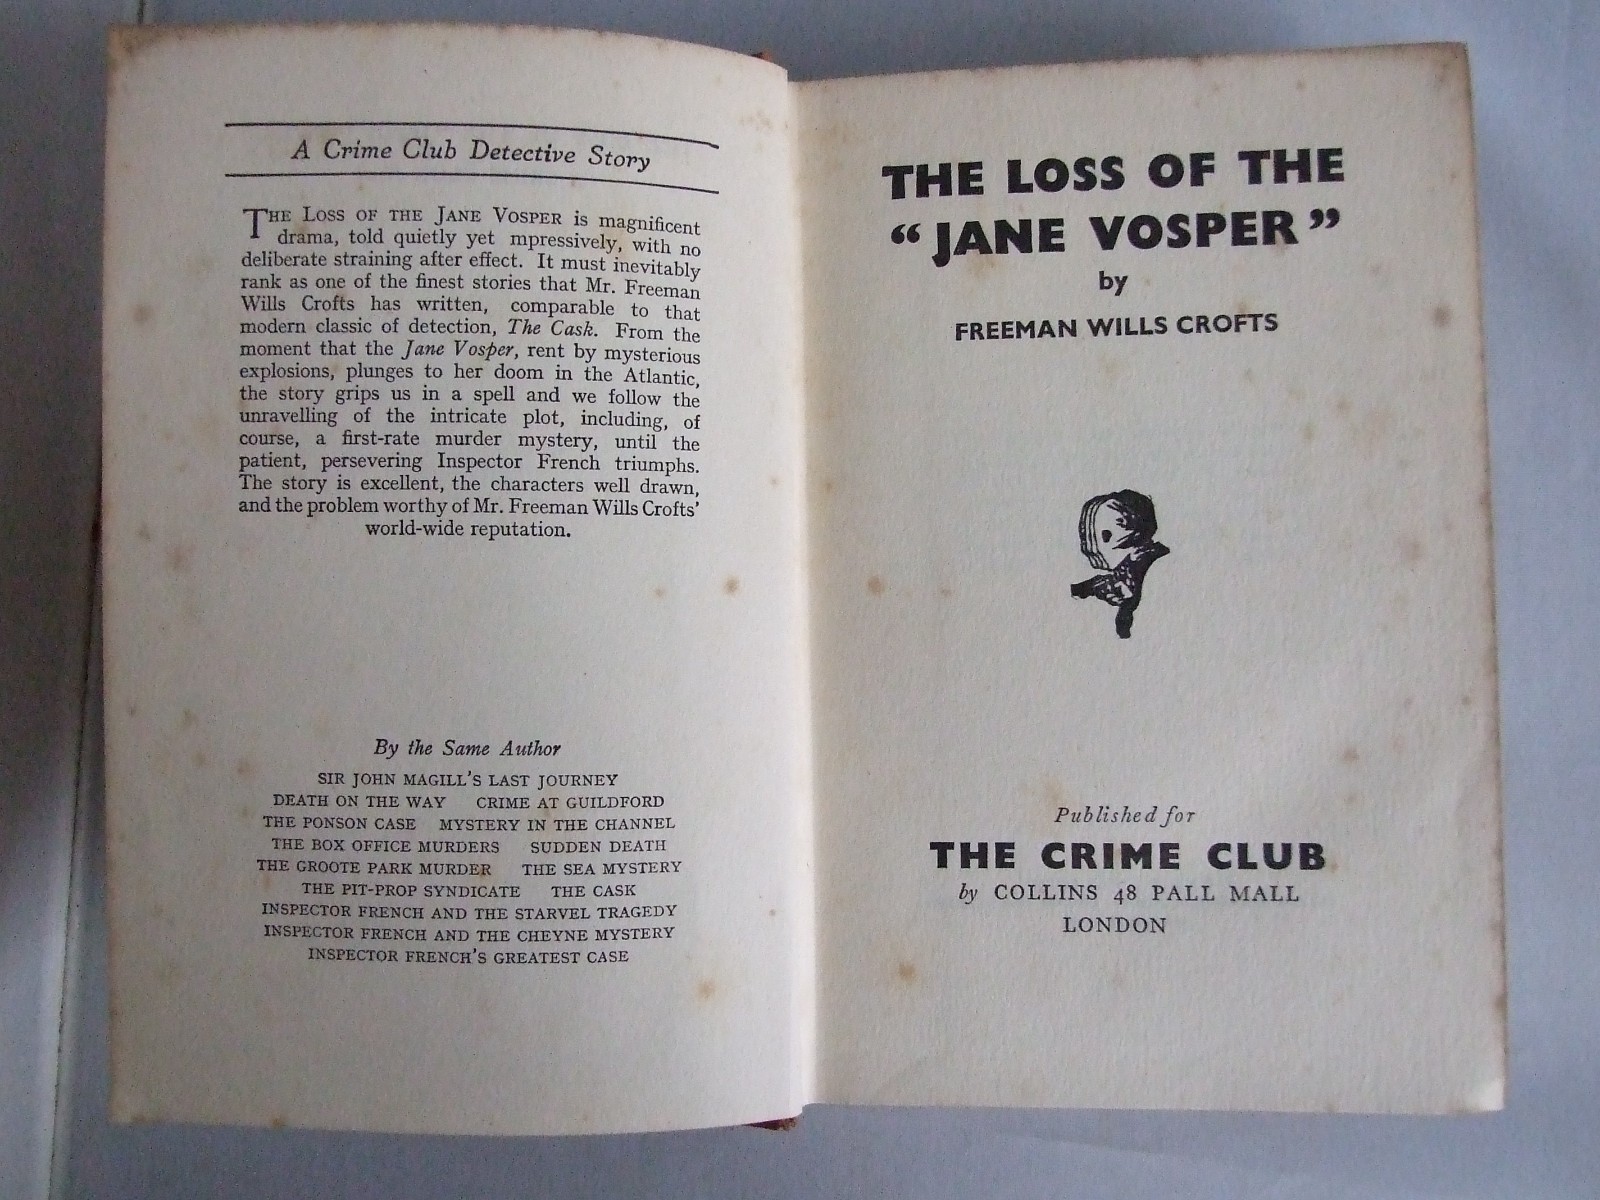 A Crime Club Detective Story
THE LOSS OF THE JANE VOSPER is magnificent
drama, told quietly yet mpressively, with no
deliberate straining after effect. It must inevitably
rank as one of the finest stories that Mr. Freeman
Wills Crofts has written, comparable to that
modern classic of detection, The Cask. From the
moment that the Jane Vosper, rent by mysterious
explosions, plunges to her doom in the Atlantic,
the story grips us in a spell and we follow the
unravelling of the intricate plot, including, of
course, a first-rate murder mystery, until the
patient, persevering Inspector French triumphs.
The story is excellent, the characters well drawn,
and the problem worthy of Mr. Freeman Wills Crofts'
world-wide reputation.
By the Same Author
SIR JOHN MAGILL'S LAST JOURNEY
DEATH ON THE WAY CRIME AT GUILDFORD
THE PONSON CASE MYSTERY IN THE CHANNEL
THE BOX OFFICE MURDERS SUDDEN DEATH
THE GROOTE PARK MURDER THE SEA MYSTERY
THE PIT-PROP SYNDICATE THE CASK
INSPECTOR FRENCH AND THE STARVEL TRAGEDY
INSPECTOR FRENCH AND THE CHEYNE MYSTERY
INSPECTOR FRENCH'S GREATEST CASE
THE LOSS OF THE
“JANE VOSPER”
by
FREEMAN WILLS CROFTS
Published for
THE CRIME CLUB
by COLLINS 48 PALL MALL
LONDON